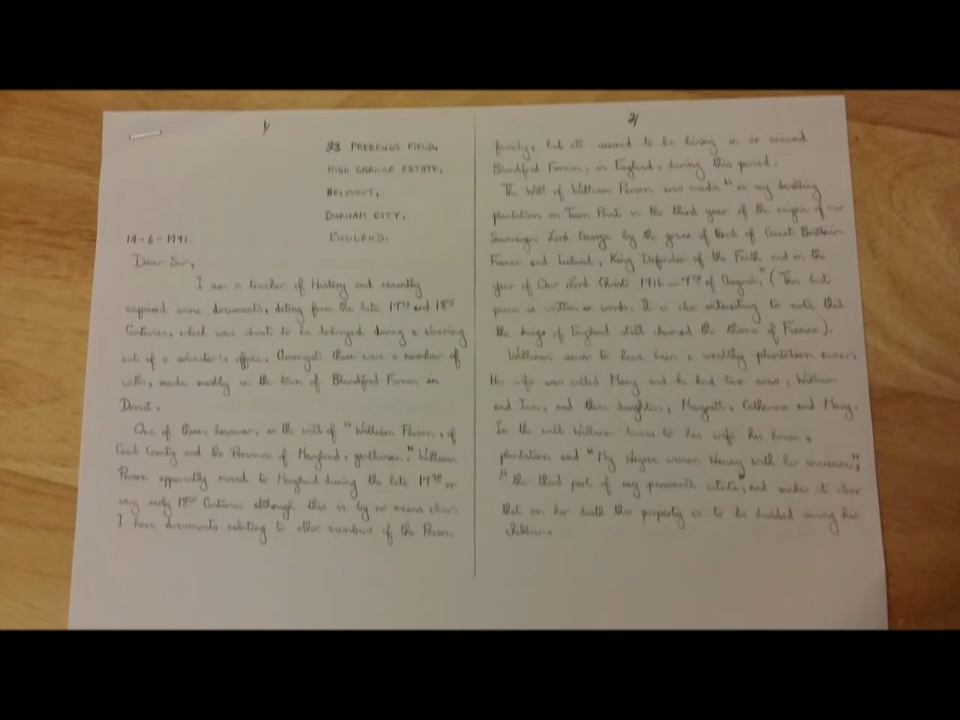 1/
23 PREBENDS FIELD,
HIGH GRANGE ESTATE,
BELMONT,
DURHAM CITY,
14-6-1991. ENGLAND.
Dear Sir,
I am a teacher of History and recently
acquired some documents, dating from the late 17TH and 18TH
Centuries, which were about to be destroyed during a clearing
out of a solicitor's office. Amongst these were a number of
wills, made mostly in the town of Blandford Forum in
Dorset.
One of these, however, is the will of "William Person, of
Cecil County and the Province of Maryland, gentleman." William
Person apparently moved to Maryland during the late 17TH or
very early 18TH Centuries although this is by no means clear.
I have documents relating to other members of the Person
2/
family, but all seemed to be living in or around
Blandford Forum, in England, during this period.
The Will of William Person was made "on my dwelling
plantation on Town Point in the third year of the reigne of our
Sovereign Lord George by the grace of God of Great Brittain
France and Ireland, King Defender of the Faith and in the
year of Our Lord Christ 1716 - 7TH of August." (This last
is written in words. It is also interesting to note that
the kings of England still claimed the throne of France).
William seems to have been a wealthy plantation owner.
His wife was called Mary and he had two sons, William
and and three daughters, Margrett, Catherine and Mary.
In the will William leaves to his wife his house,
plantation and "My Negroe woman Nanny with her increase",
"the third part of my personall estate", and makes it clear
that on her death this property is to be divided among his
children.